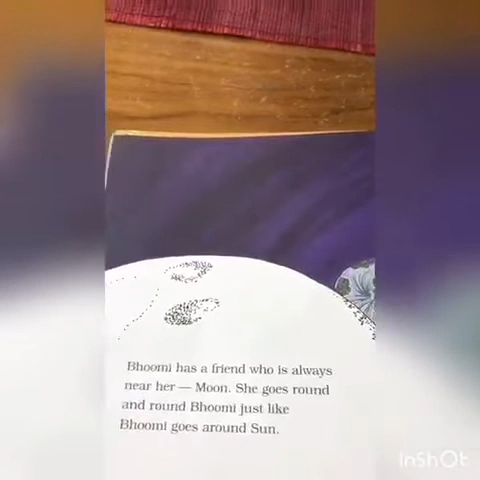 Bhoomi has a friend who is always
near her — Moon. She goes round
and round Bhoomi just like
Bhoomi goes around Sun.
InShOt